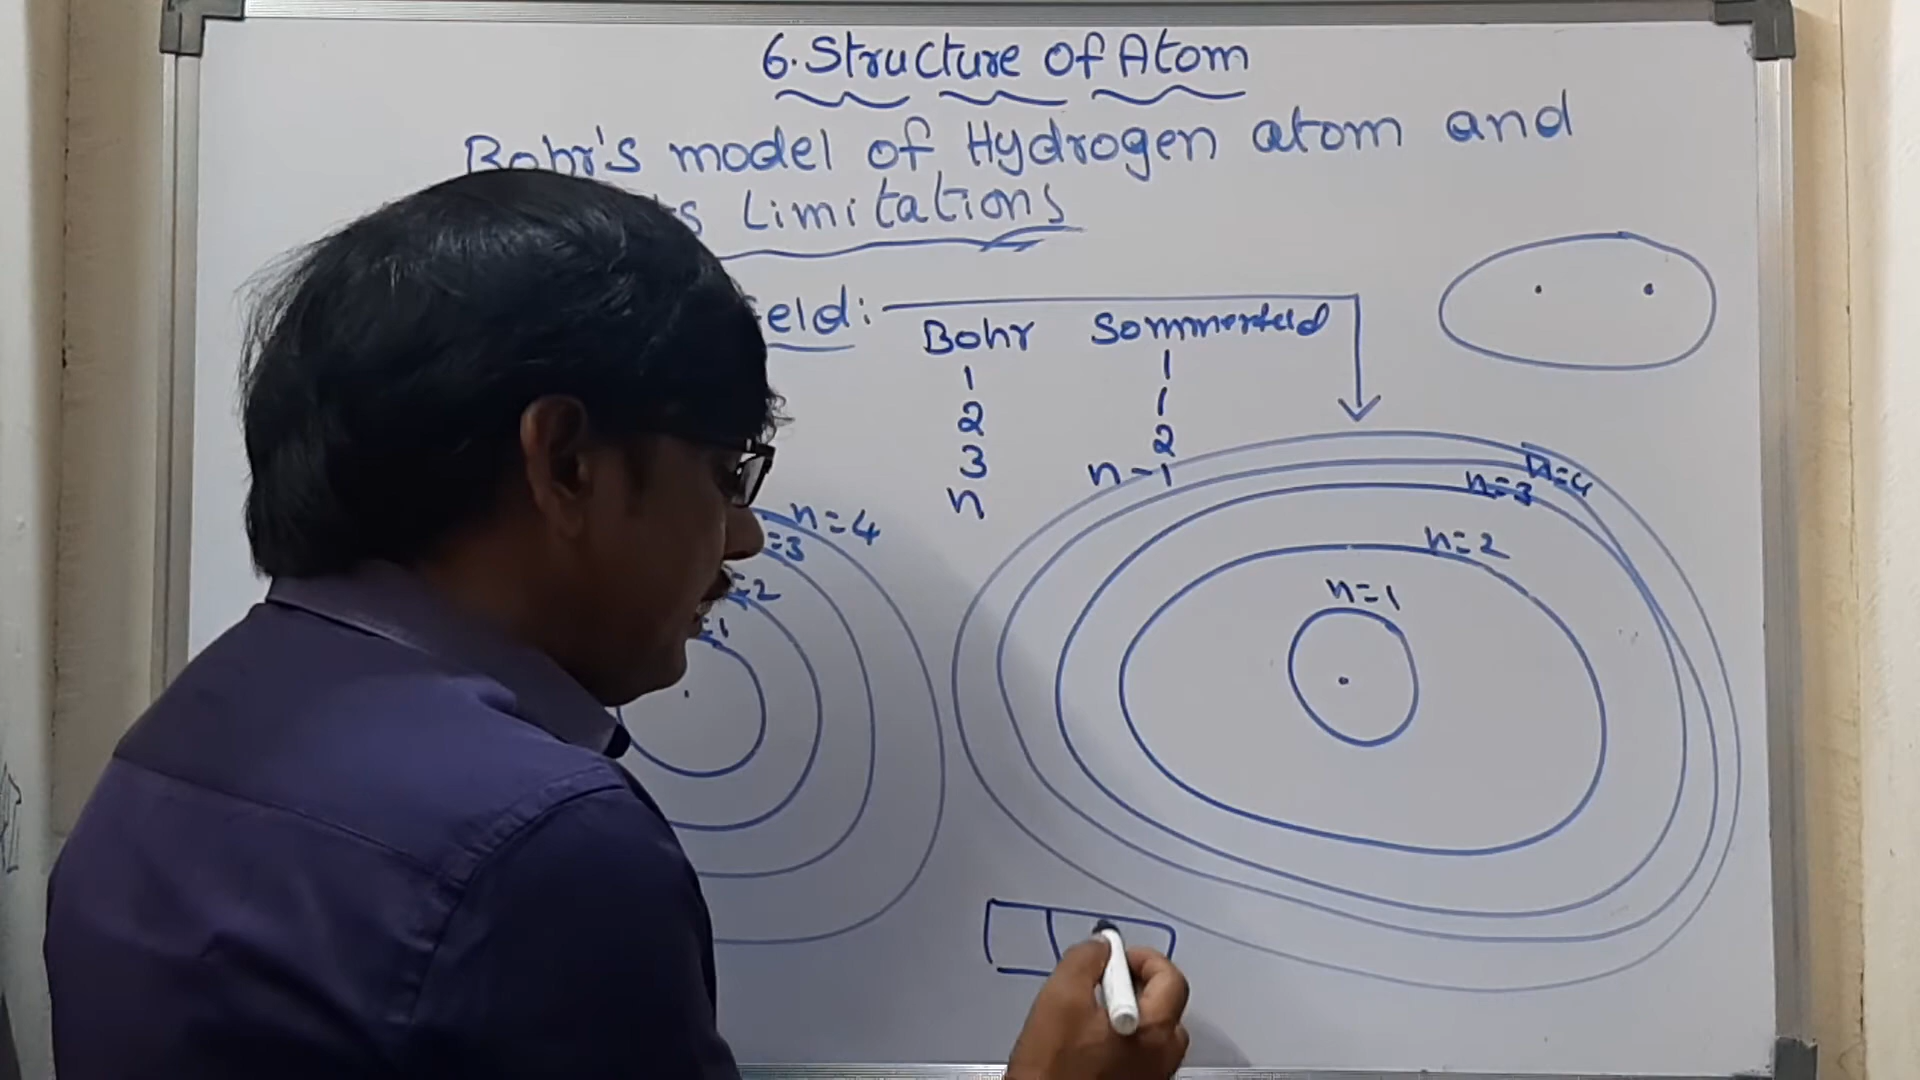 6. Structure of Atom
Bohr's model of Hydrogen atom and
Limitations
eld:
Bohr Sommerfeld
1 1
2 1
3 2
n n-1
n=4
=3
=2
=1
n=4
n=3
n=2
n=1